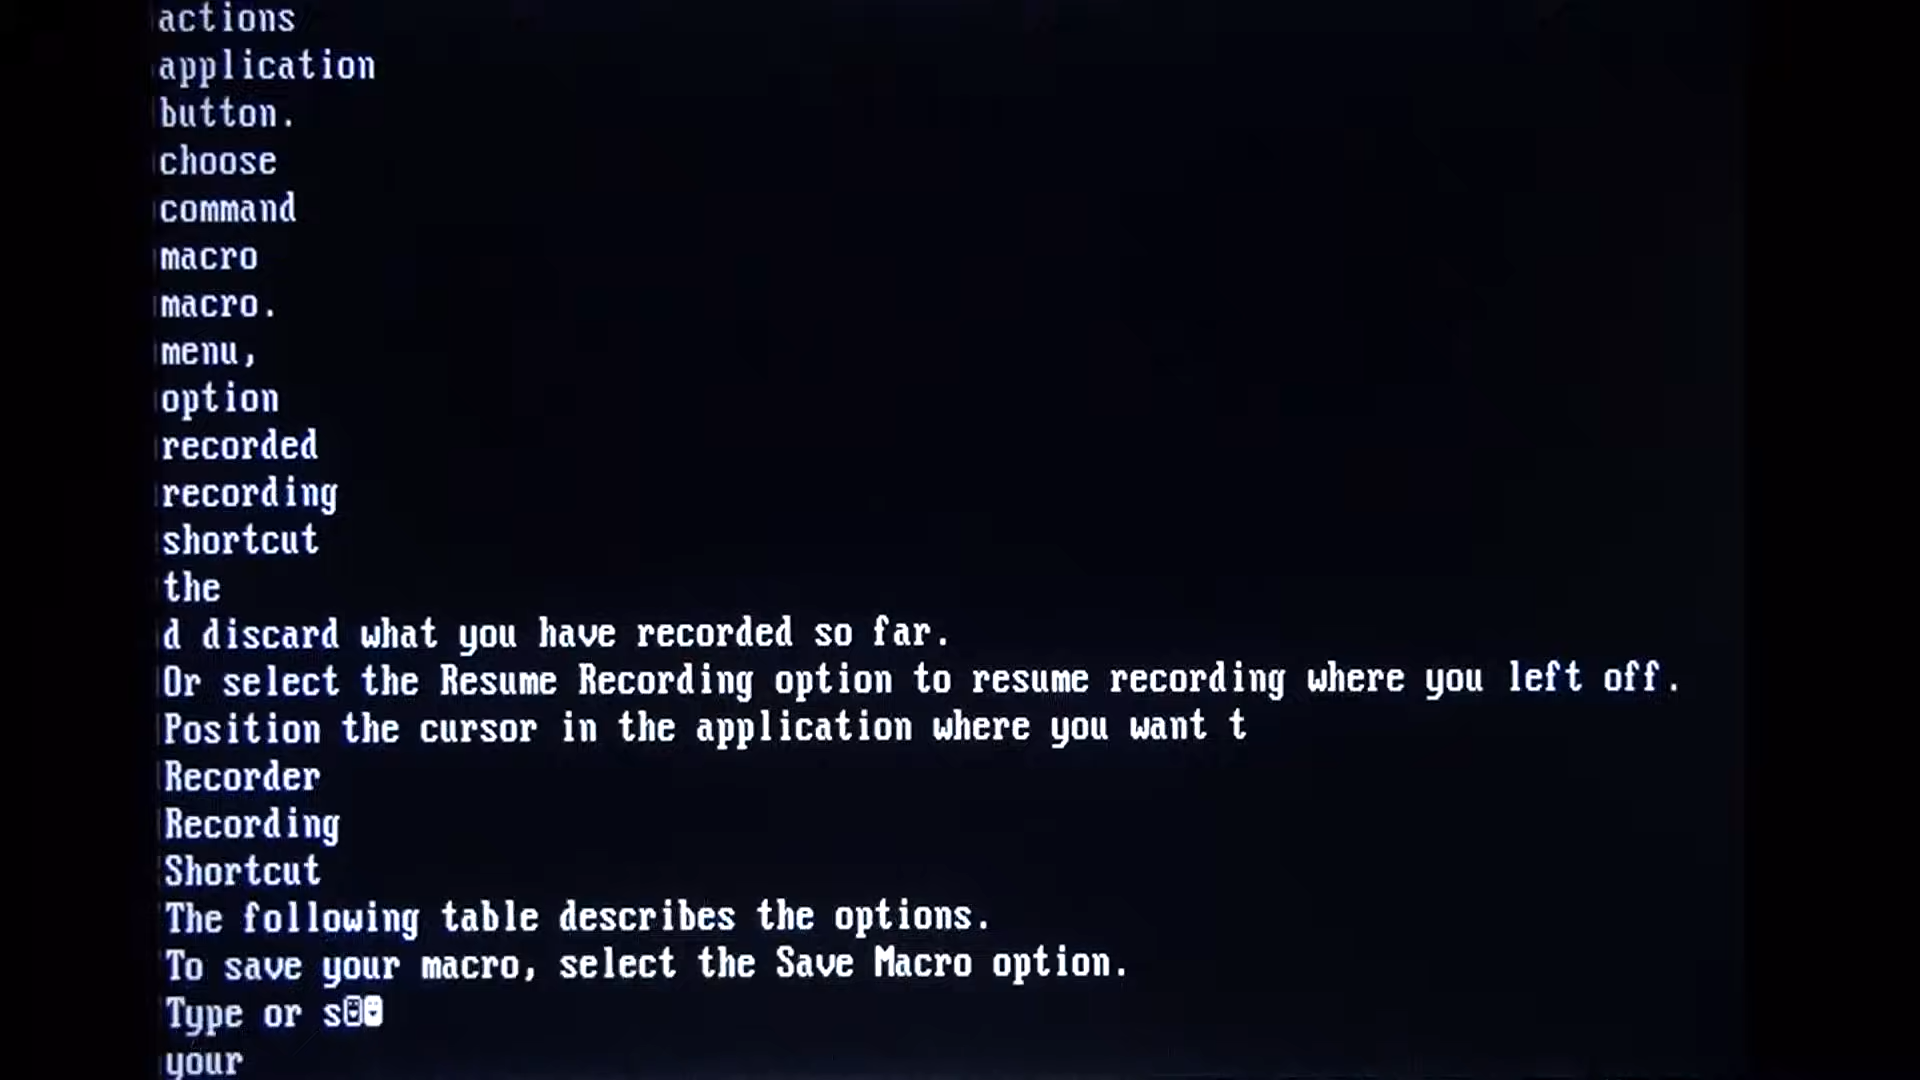 actions
application
button.
choose
command
macro
macro.
menu,
option
recorded
recording
shortcut
the
d discard what you have recorded so far.
Or select the Resume Recording option to resume recording where you left off.
Position the cursor in the application where you want t
Recorder
Recording
Shortcut
The following table describes the options.
To save your macro, select the Save Macro option.
Type or s☺☻
your